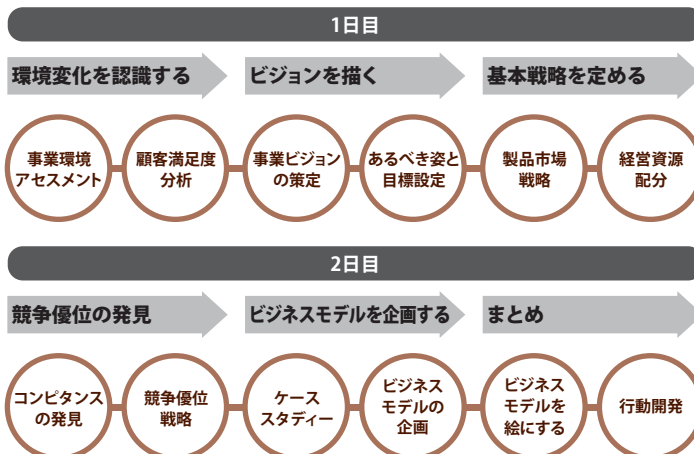 1日目
環境変化を認識する
ビジョンを描く
基本戦略を定める
事業環境
アセスメント
顧客満足度
分析
事業ビジョン
の策定
あるべき姿と
目標設定
製品市場
戦略
経営資源
配分
2日目
競争優位の発見
ビジネスモデルを企画する
まとめ
コンピタンス
の発見
競争優位
戦略
ケース
スタディー
ビジネス
モデルの
企画
ビジネス
モデルを
絵にする
行動開発